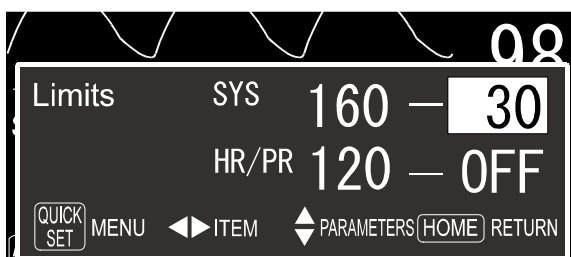 98
Limits SYS 160 — 30
HR/PR 120 — OFF
QUICK SET MENU ◀▶ ITEM ▲▼ PARAMETERS HOME RETURN